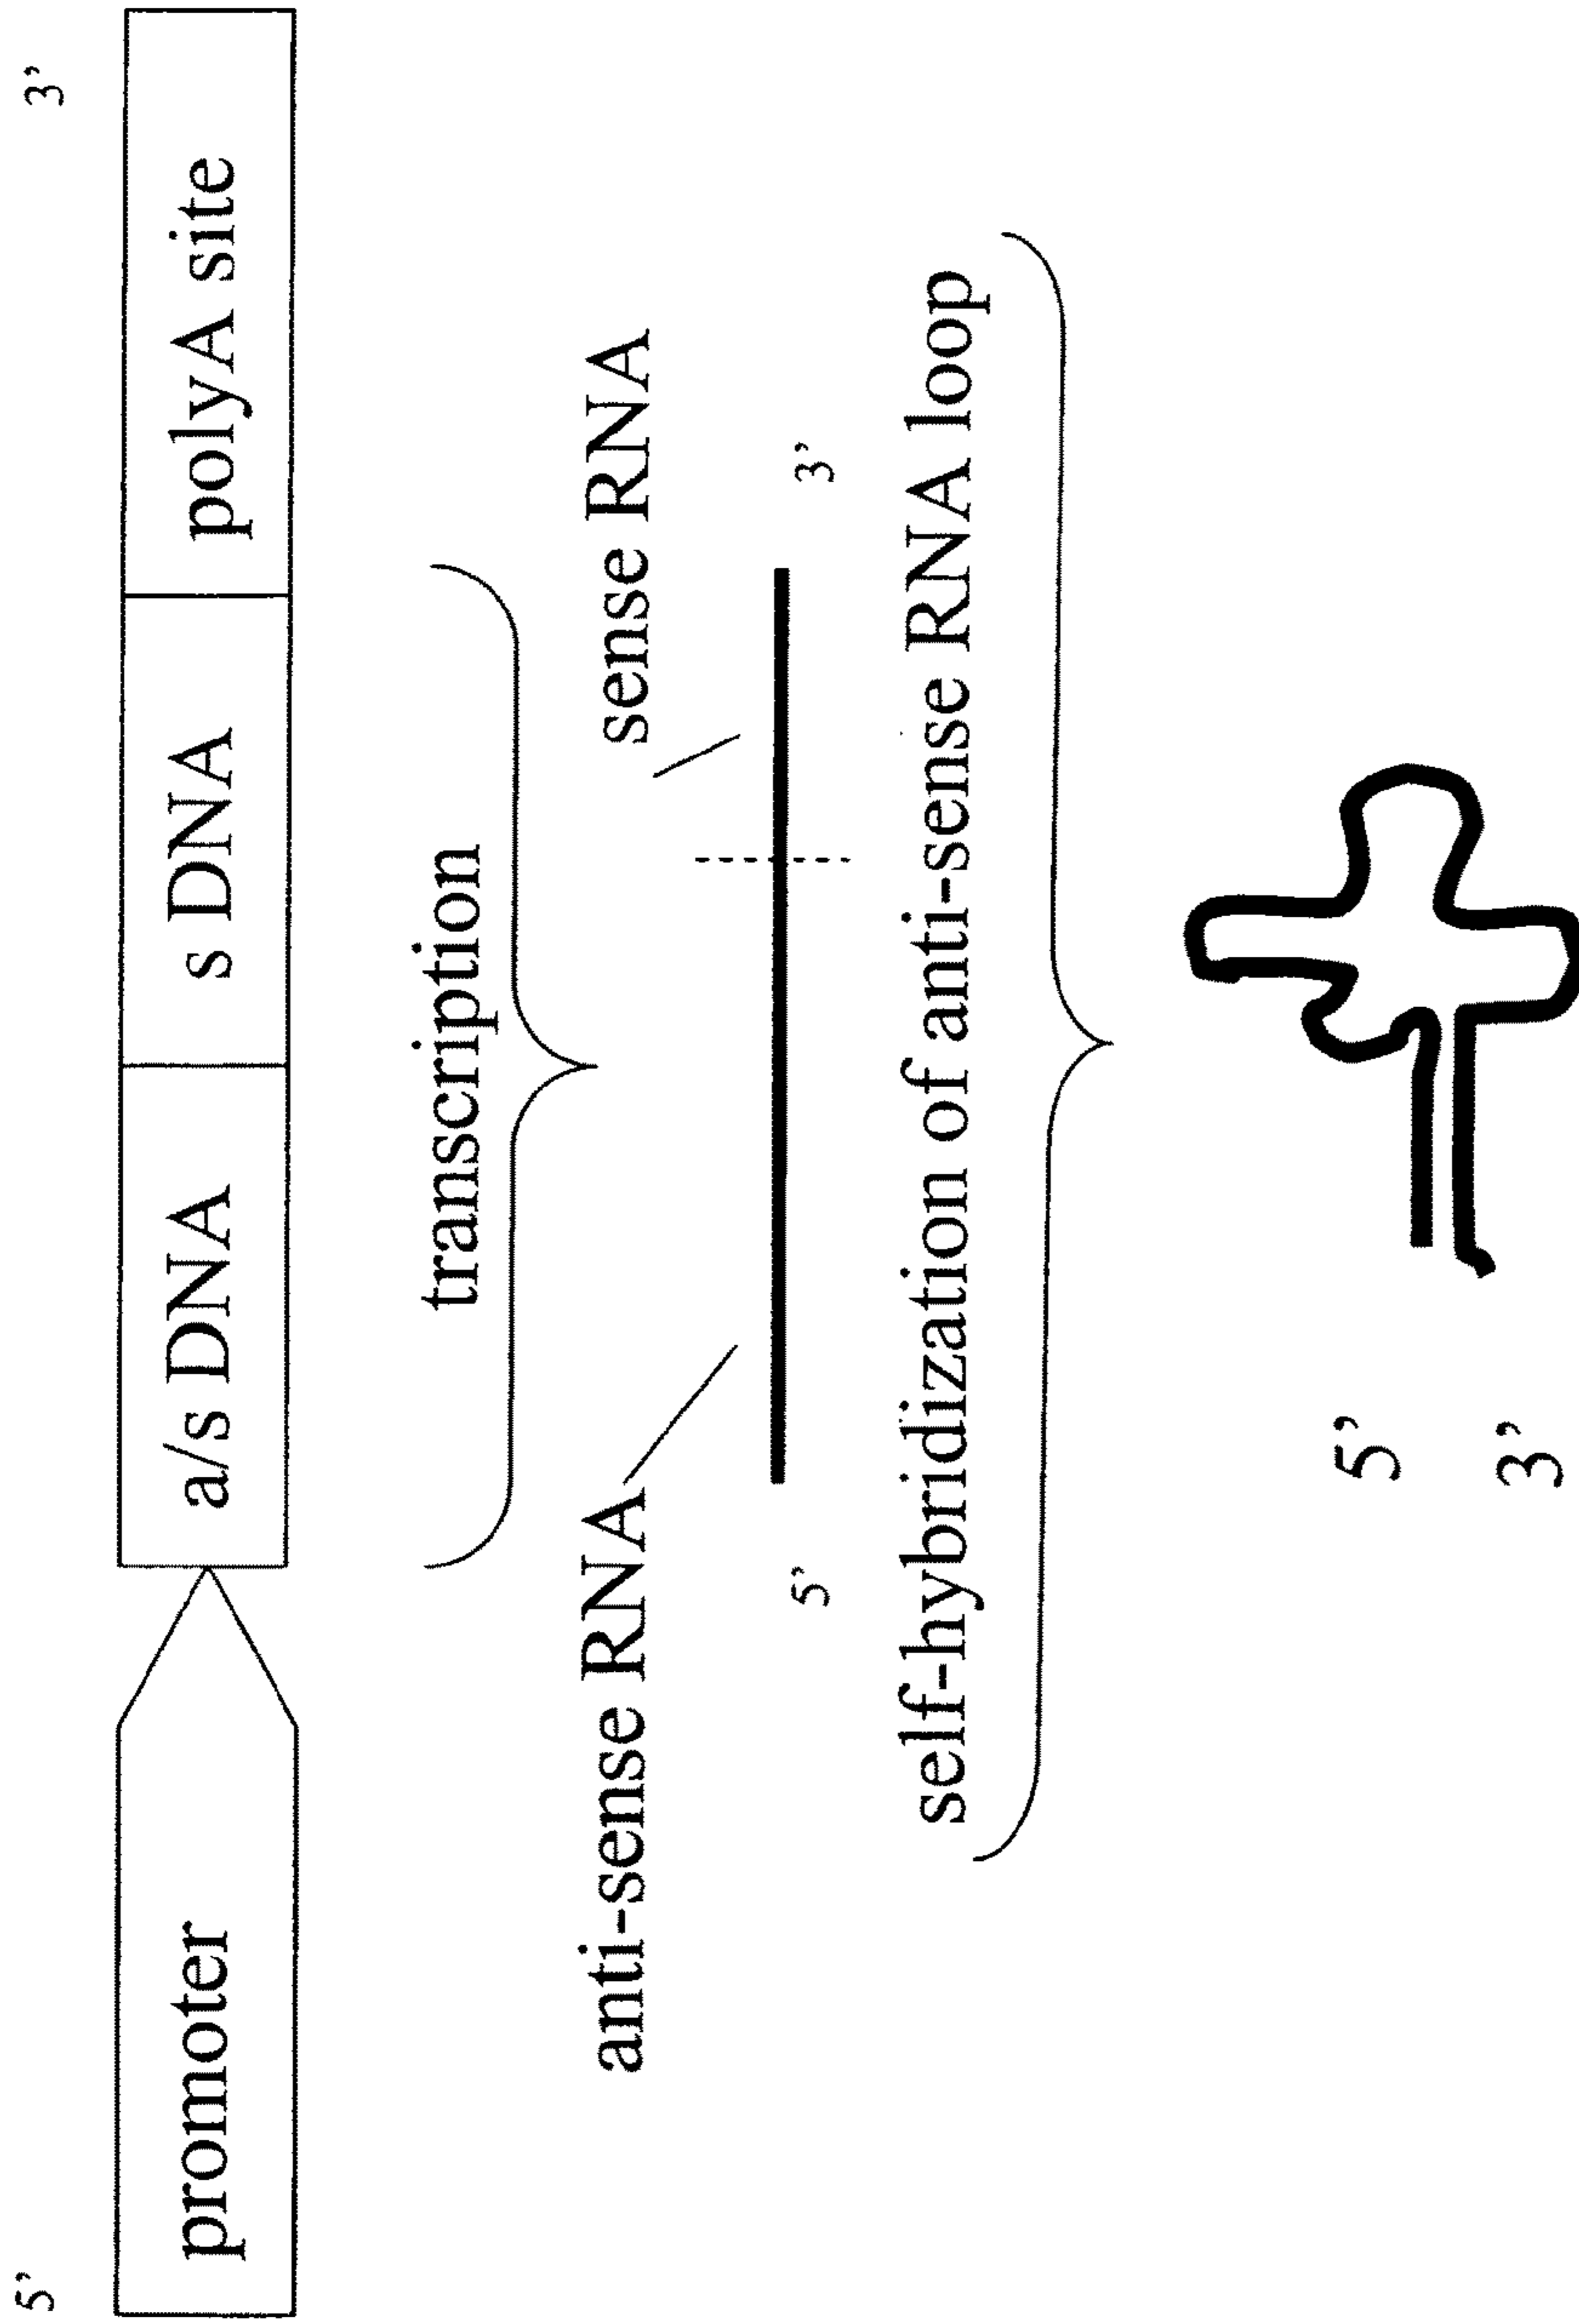 5’ 3’
promoter a/s DNA s DNA polyA site
transcription
anti-sense RNA sense RNA
5’ 3’
self-hybridization of anti-sense RNA loop
5’
3’